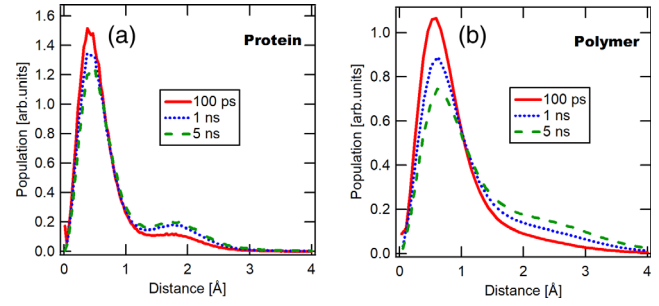 (a)
Protein
1.6
1.4
1.2
1.0
0.8
0.6
0.4
0.2
0.0
Population [arb.units]
100 ps
1 ns
5 ns
0 1 2 3 4
Distance [Å]
(b)
Polymer
1.0
0.8
0.6
0.4
0.2
0.0
Population [arb.units]
100 ps
1 ns
5 ns
0 1 2 3 4
Distance [Å]